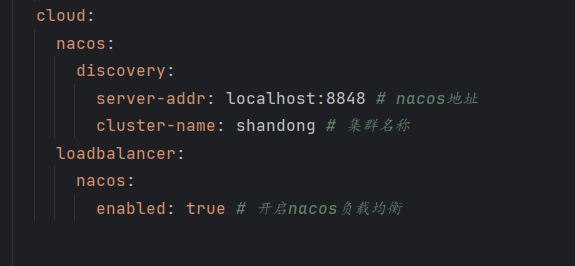 cloud:
nacos:
discovery:
server-addr: localhost:8848 # nacos地址
cluster-name: shandong # 集群名称
loadbalancer:
nacos:
enabled: true # 开启nacos负载均衡